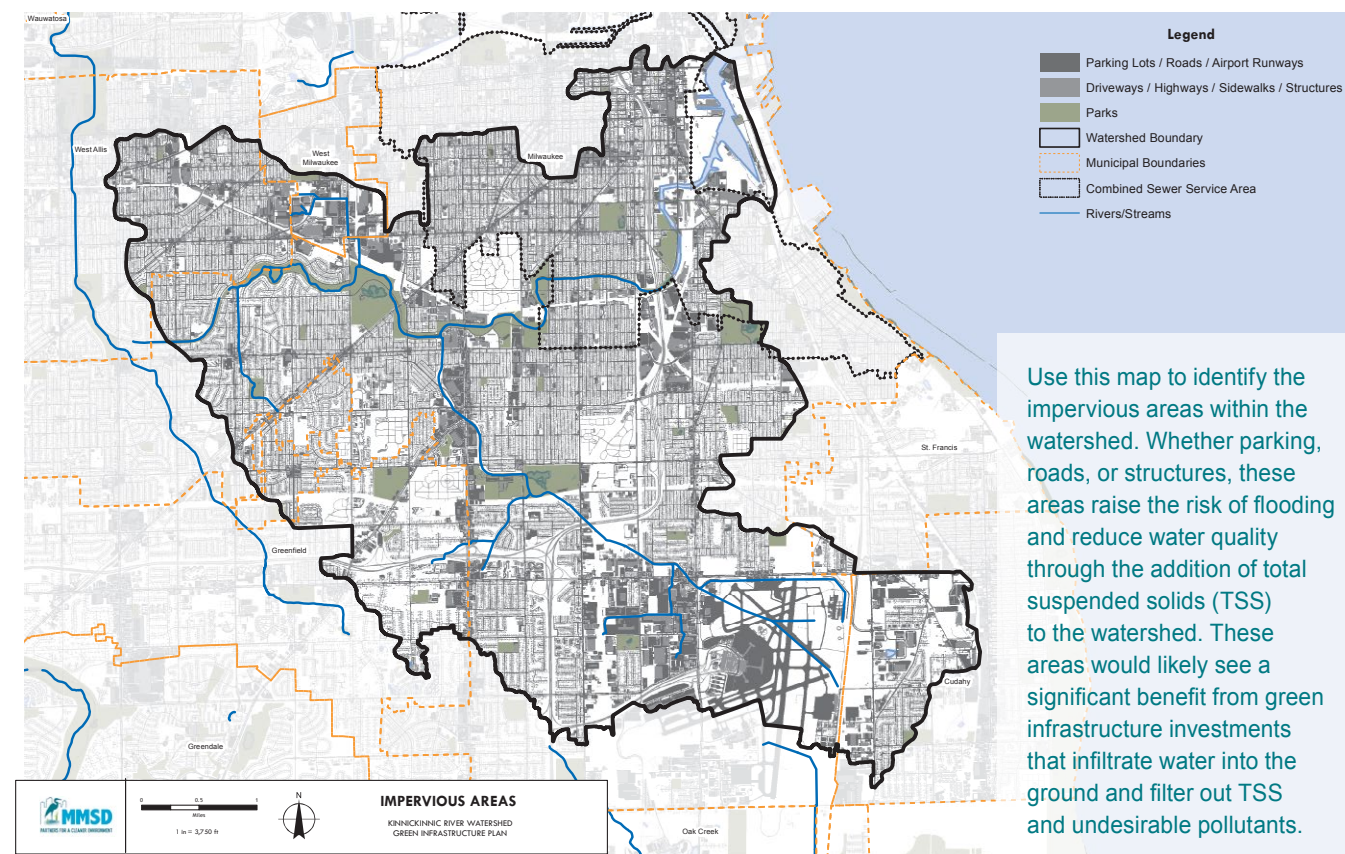 Wauwatosa
West Allis
West
Milwaukee
Milwaukee
St. Francis
Greenfield
Cudahy
Greendale
Oak Creek
Legend
Parking Lots / Roads / Airport Runways
Driveways / Highways / Sidewalks / Structures
Parks
Watershed Boundary
Municipal Boundaries
Combined Sewer Service Area
Rivers/Streams
Use this map to identify the
impervious areas within the
watershed. Whether parking,
roads, or structures, these
areas raise the risk of flooding
and reduce water quality
through the addition of total
suspended solids (TSS)
to the watershed. These
areas would likely see a
significant benefit from green
infrastructure investments
that infiltrate water into the
ground and filter out TSS
and undesirable pollutants.
MMSD
PARTNERS FOR A CLEANER ENVIRONMENT
0 0.5 1
Miles
1 in = 3,750 ft
N
IMPERVIOUS AREAS
KINNICKINNIC RIVER WATERSHED
GREEN INFRASTRUCTURE PLAN